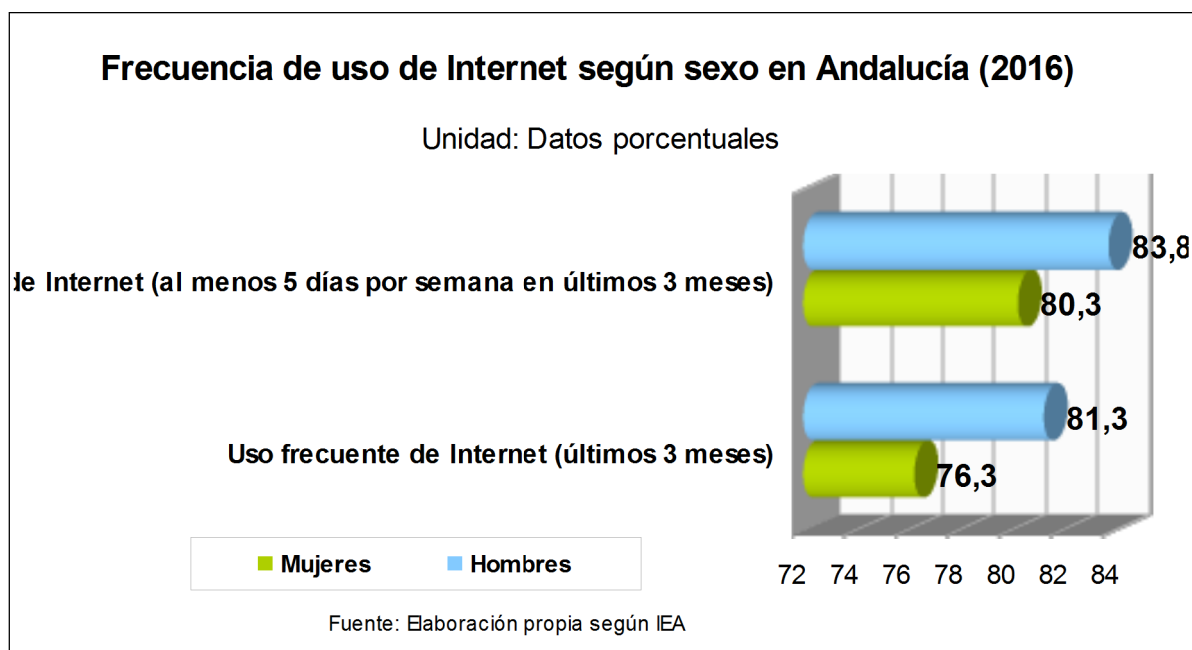 Frecuencia de uso de Internet según sexo en Andalucía (2016)
Unidad: Datos porcentuales
de Internet (al menos 5 días por semana en últimos 3 meses)
83,8
80,3
Uso frecuente de Internet (últimos 3 meses)
81,3
76,3
72 74 76 78 80 82 84
Mujeres Hombres
Fuente: Elaboración propia según IEA